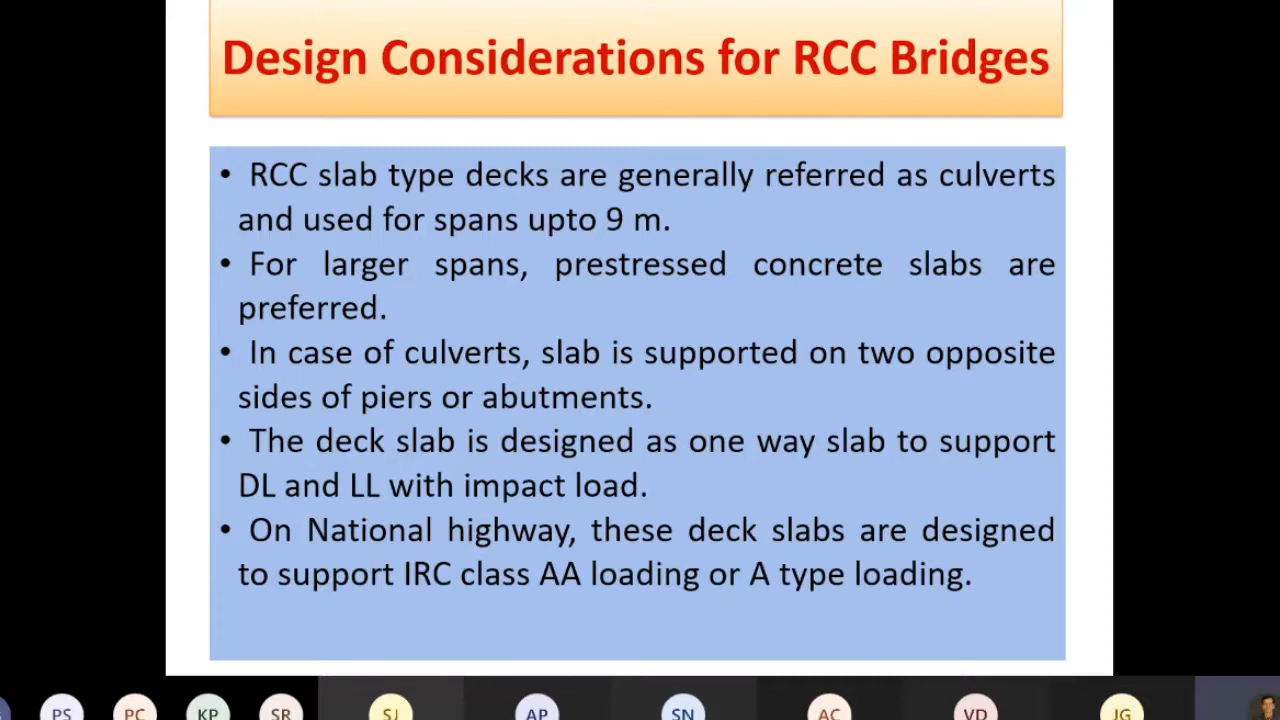 Design Considerations for RCC Bridges
• RCC slab type decks are generally referred as culverts
and used for spans upto 9 m.
• For larger spans, prestressed concrete slabs are
preferred.
• In case of culverts, slab is supported on two opposite
sides of piers or abutments.
• The deck slab is designed as one way slab to support
DL and LL with impact load.
• On National highway, these deck slabs are designed
to support IRC class AA loading or A type loading.
PS PC KP SR SJ AP SN AC VD JG